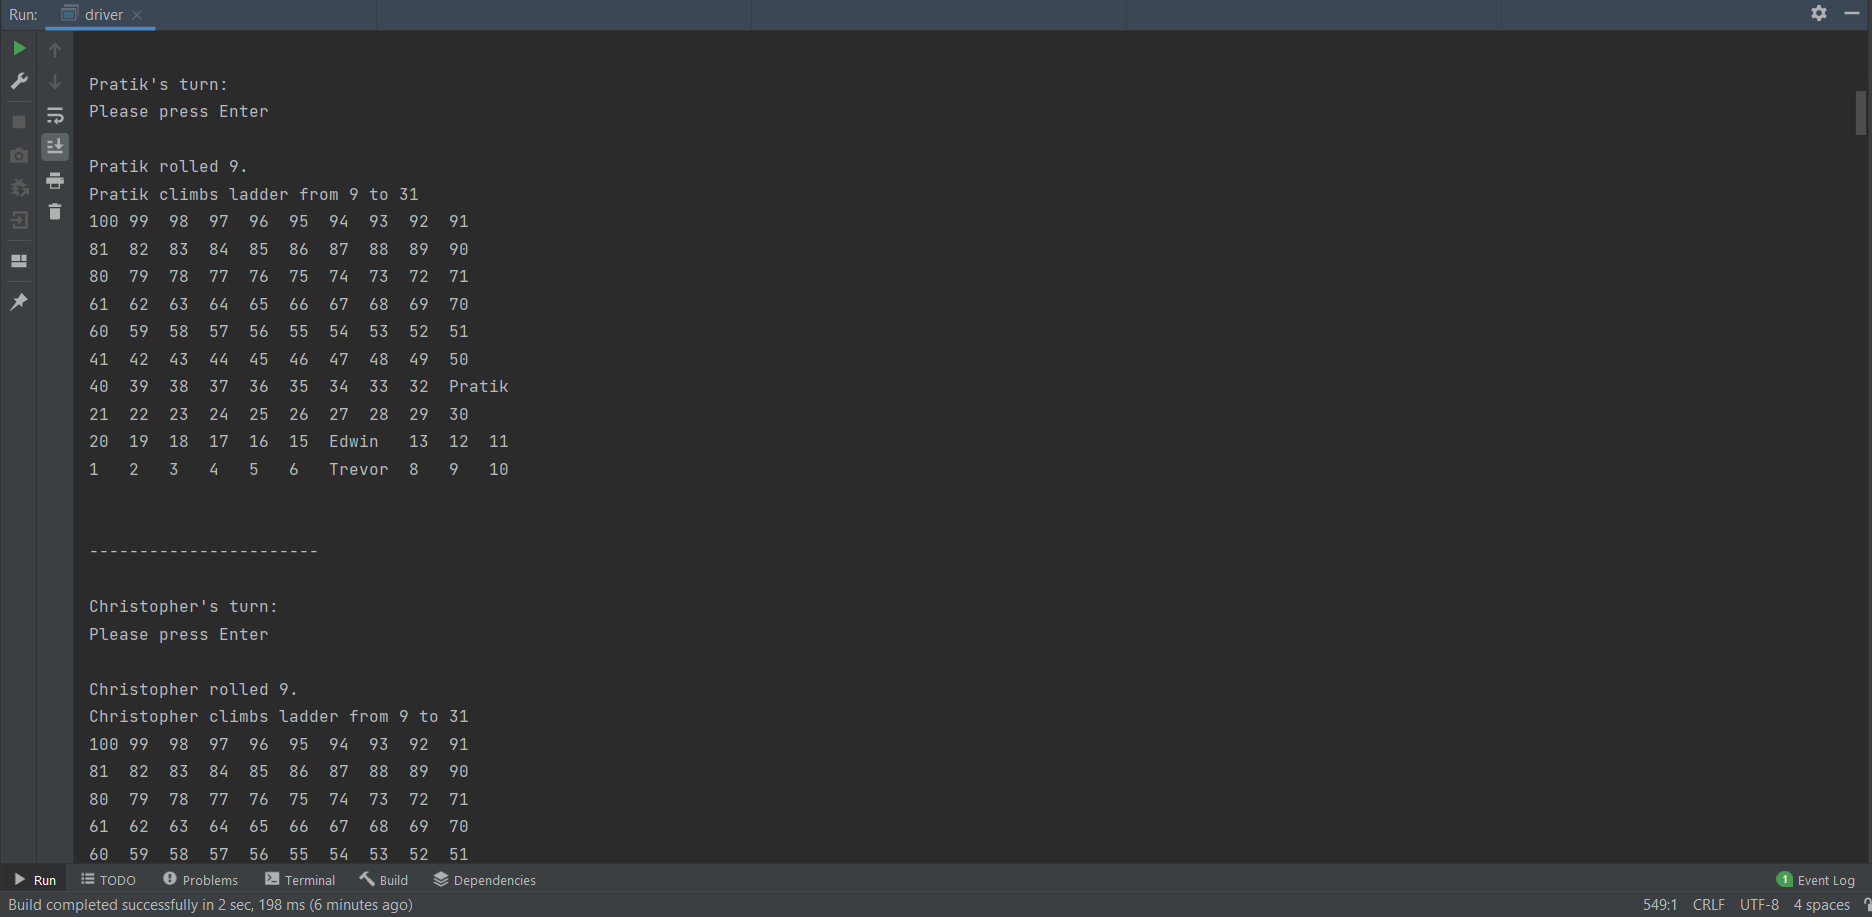 Run: driver
Pratik's turn:
Please press Enter
Pratik rolled 9.
Pratik climbs ladder from 9 to 31
100 99 98 97 96 95 94 93 92 91
81 82 83 84 85 86 87 88 89 90
80 79 78 77 76 75 74 73 72 71
61 62 63 64 65 66 67 68 69 70
60 59 58 57 56 55 54 53 52 51
41 42 43 44 45 46 47 48 49 50
40 39 38 37 36 35 34 33 32 Pratik
21 22 23 24 25 26 27 28 29 30
20 19 18 17 16 15 Edwin 13 12 11
1 2 3 4 5 6 Trevor 8 9 10
-----------------------
Christopher's turn:
Please press Enter
Christopher rolled 9.
Christopher climbs ladder from 9 to 31
100 99 98 97 96 95 94 93 92 91
81 82 83 84 85 86 87 88 89 90
80 79 78 77 76 75 74 73 72 71
61 62 63 64 65 66 67 68 69 70
60 59 58 57 56 55 54 53 52 51
Run TODO Problems Terminal Build Dependencies 1 Event Log
Build completed successfully in 2 sec, 198 ms (6 minutes ago) 549:1 CRLF UTF-8 4 spaces